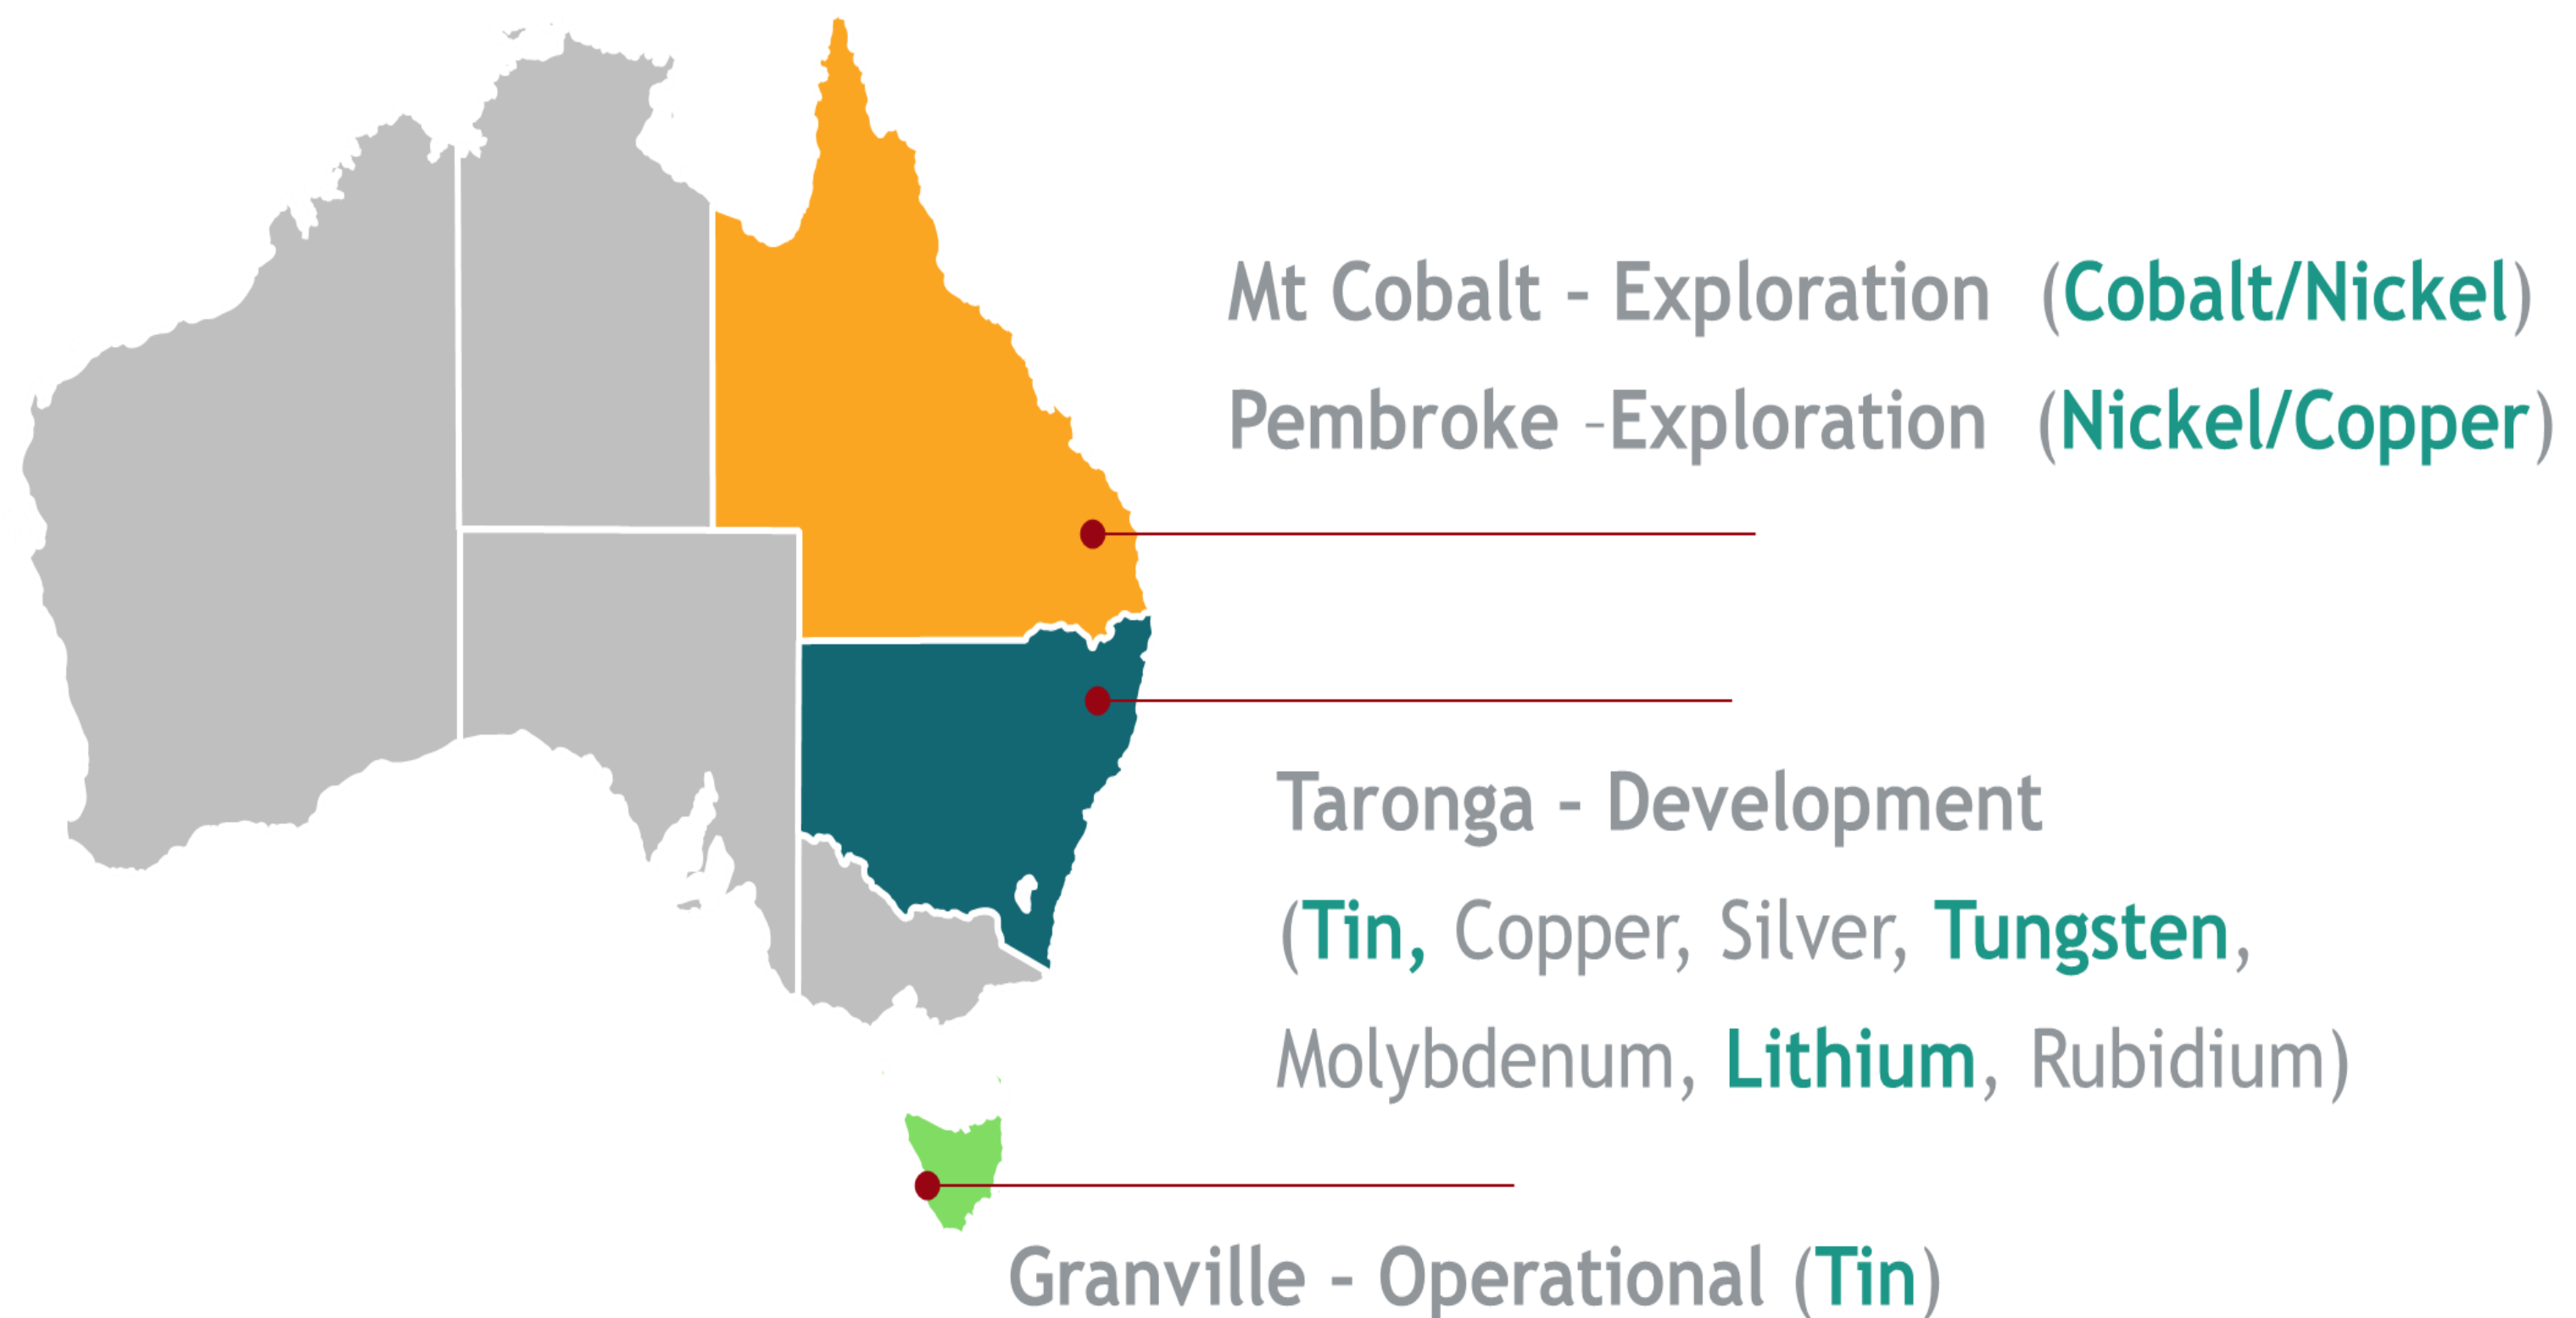 Mt Cobalt - Exploration (Cobalt/Nickel)
Pembroke -Exploration (Nickel/Copper)
Taronga - Development
(Tin, Copper, Silver, Tungsten,
Molybdenum, Lithium, Rubidium)
Granville - Operational (Tin)